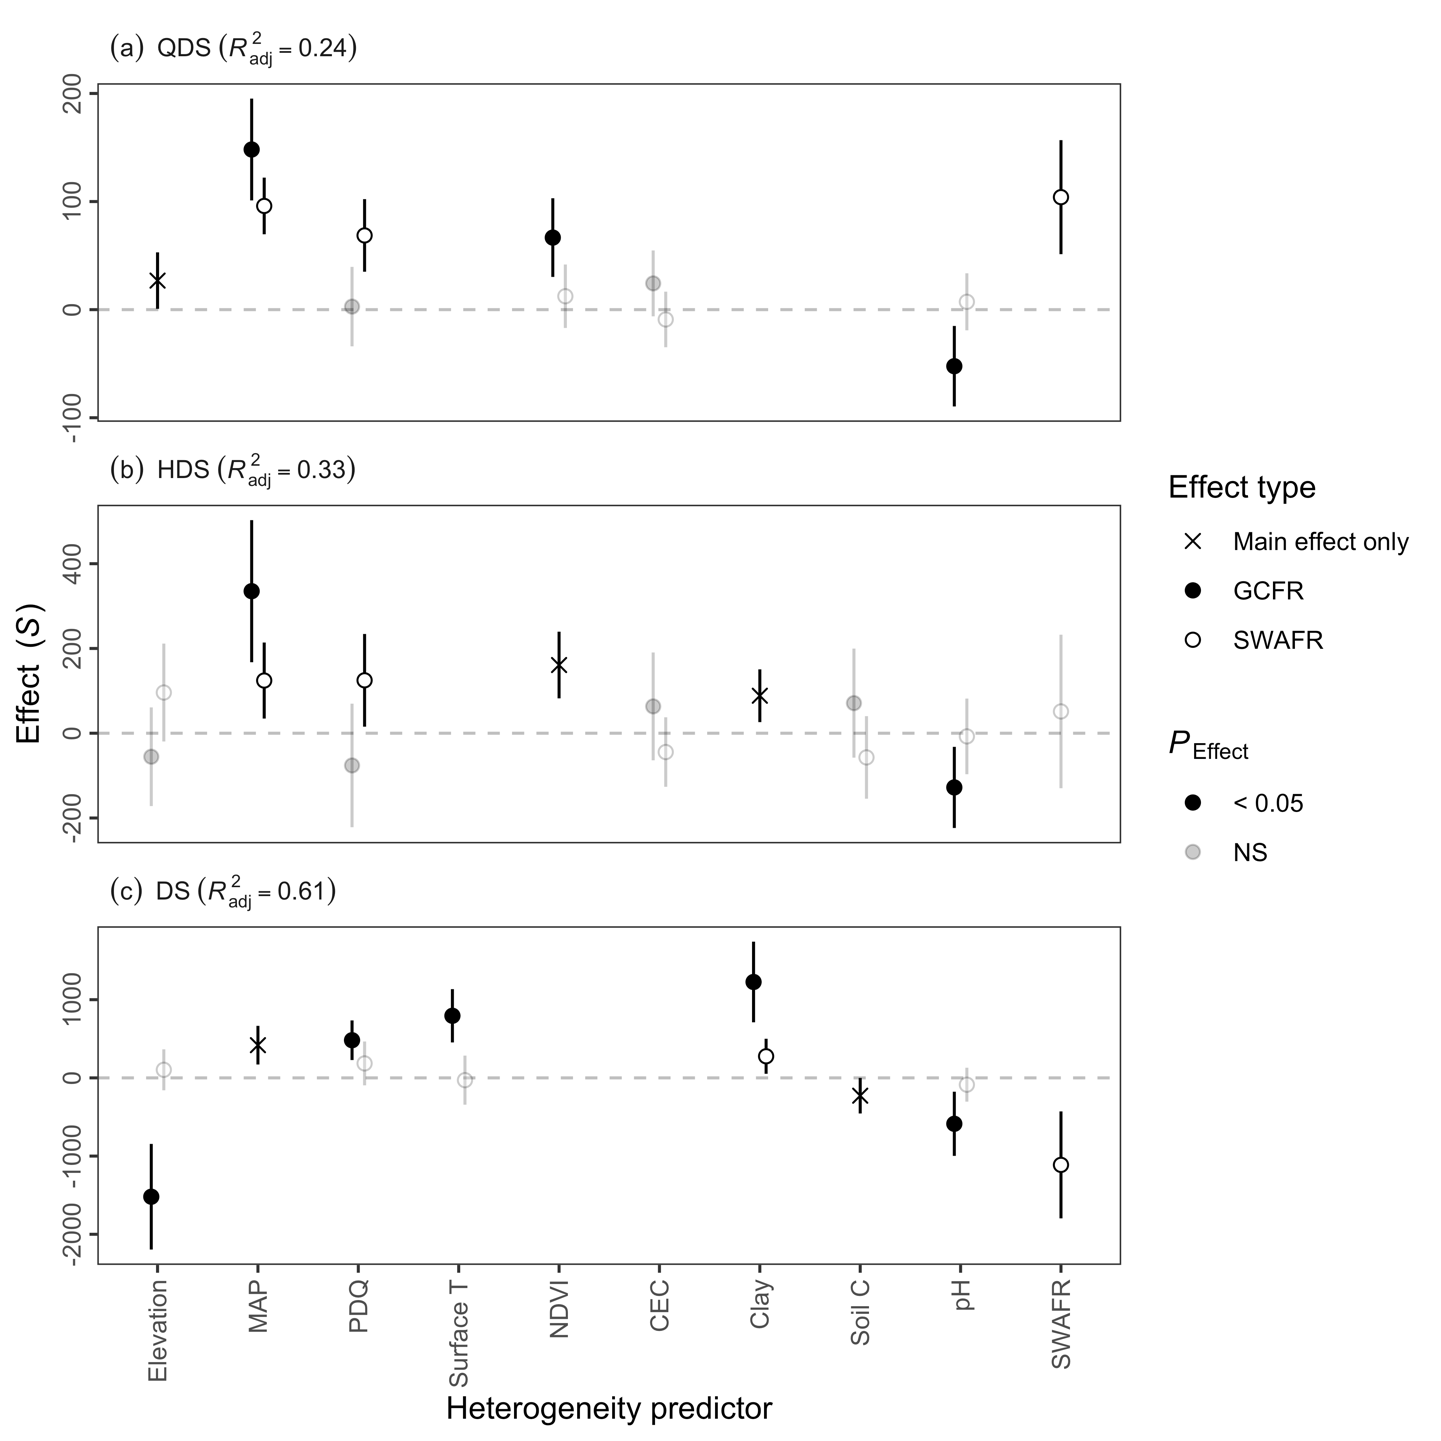 (a) QDS (R²adj = 0.24)
200
100
0
-100
(b) HDS (R²adj = 0.33)
400
200
0
-200
(c) DS (R²adj = 0.61)
1000
0
-1000
-2000
Effect (S)
Elevation
MAP
PDQ
Surface T
NDVI
CEC
Clay
Soil C
pH
SWAFR
Heterogeneity predictor
Effect type
Main effect only
GCFR
SWAFR
P Effect
< 0.05
NS